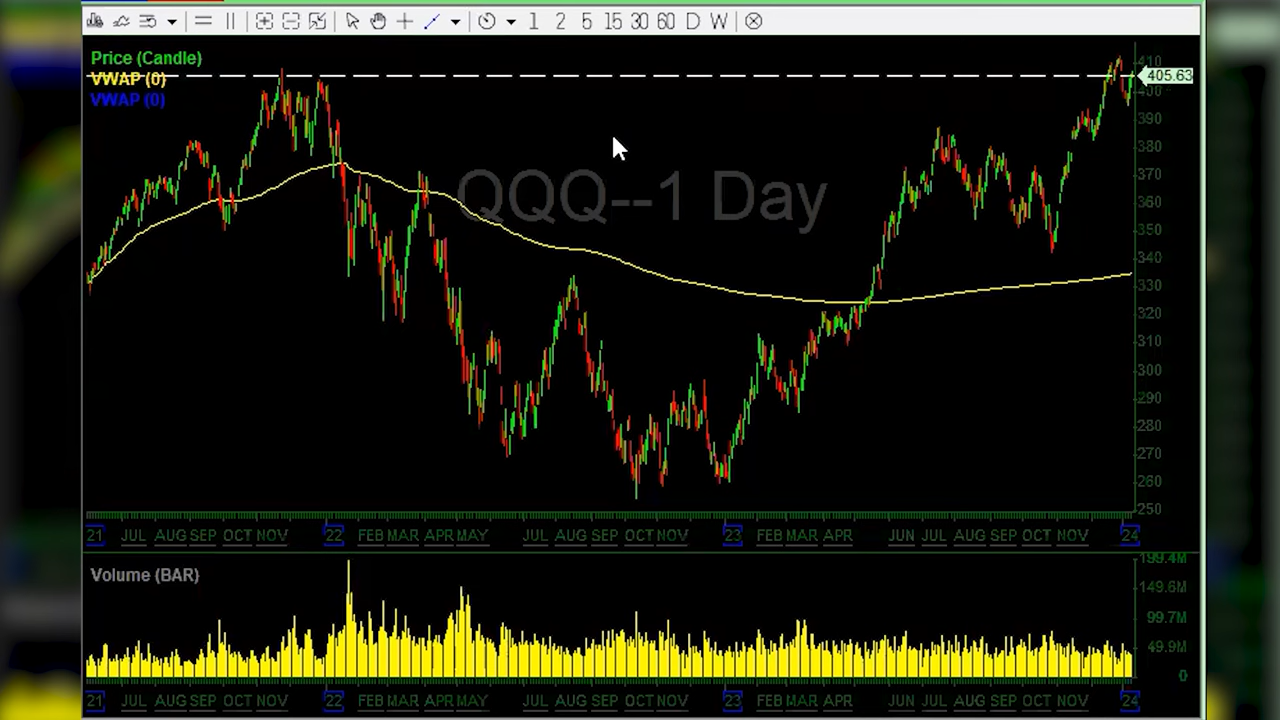 1 2 5 15 30 60 D W
Price (Candle)
VWAP (0)
VWAP (0)
QQQ--1 Day
410
405.63
400
390
380
370
360
350
340
330
320
310
300
290
280
270
260
250
21 JUL AUG SEP OCT NOV 22 FEB MAR APR MAY JUL AUG SEP OCT NOV 23 FEB MAR APR JUN JUL AUG SEP OCT NOV 24
Volume (BAR)
199.4M
149.6M
99.7M
49.9M
0
21 JUL AUG SEP OCT NOV 22 FEB MAR APR MAY JUL AUG SEP OCT NOV 23 FEB MAR APR JUN JUL AUG SEP OCT NOV 24